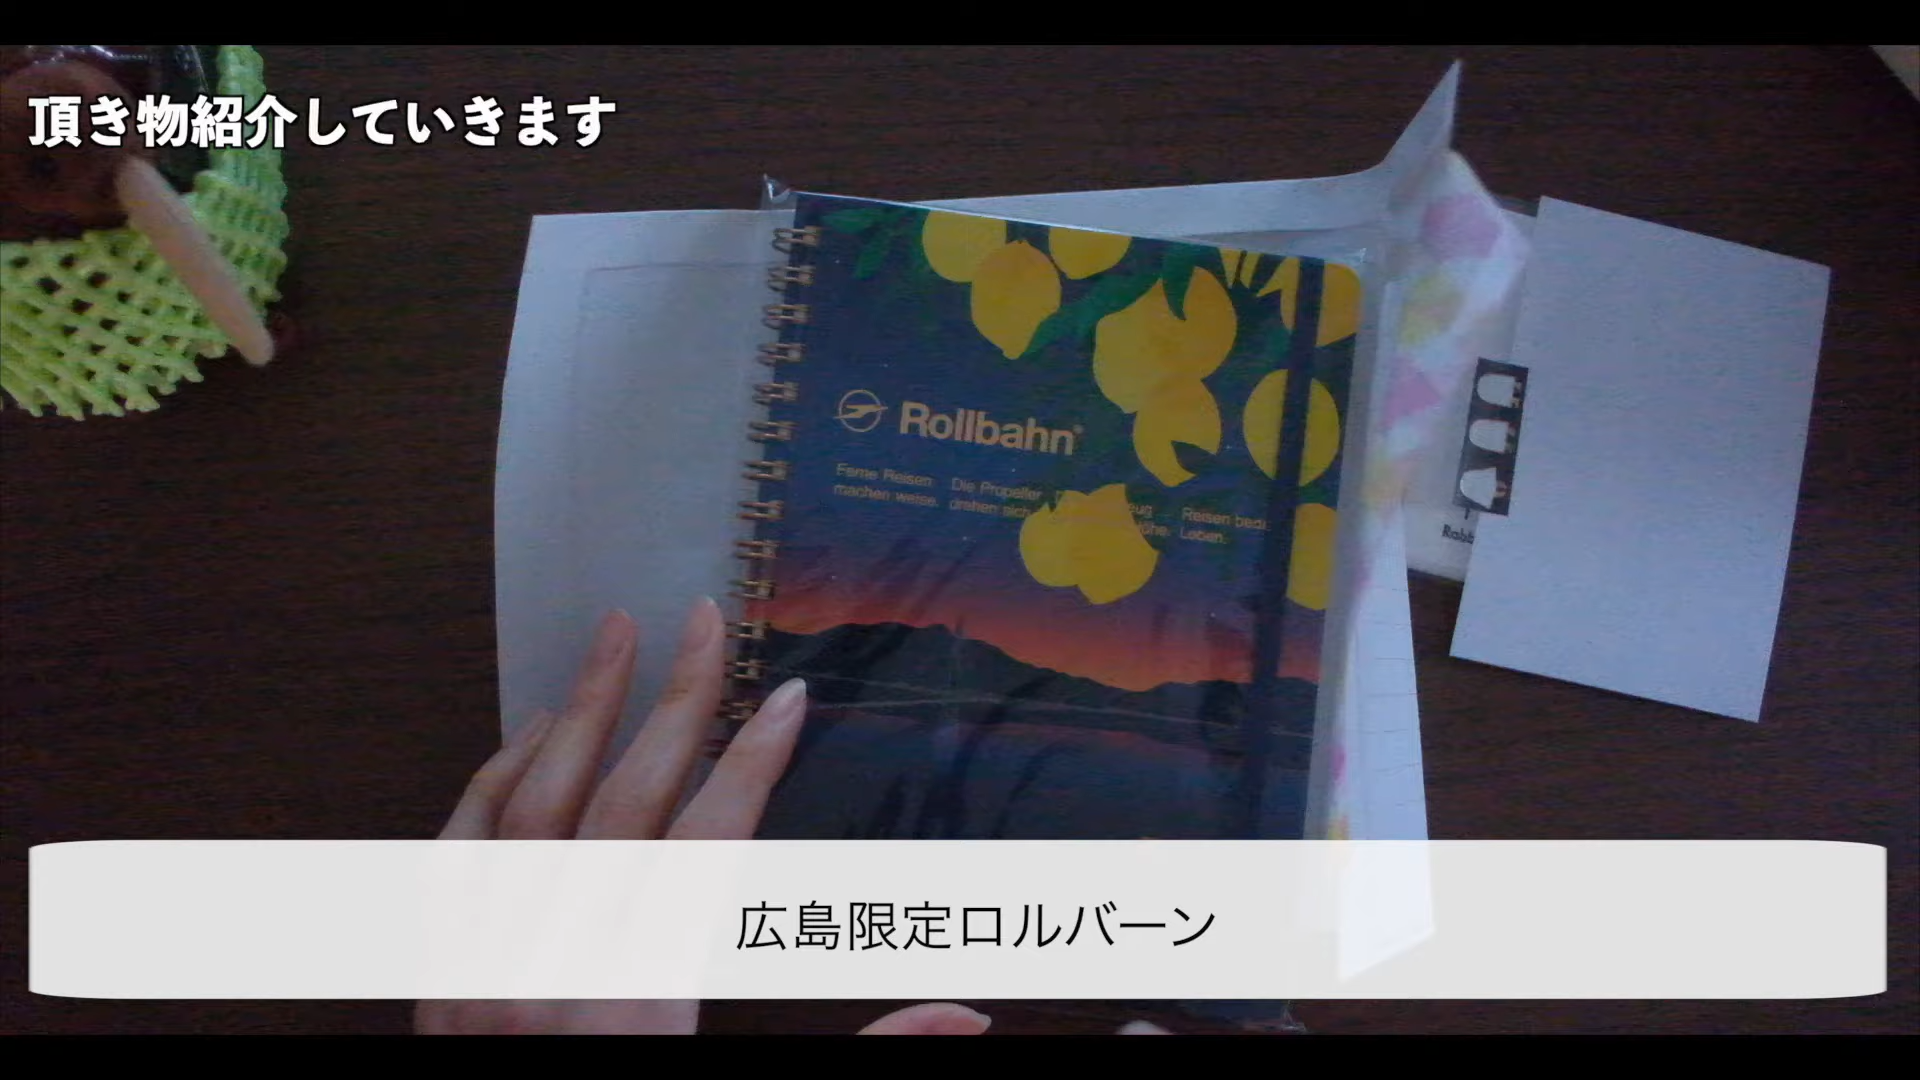 頂き物紹介していきます
Rollbahn
Ferne Reisen Die Propeller
machen weise. drehen sich
Reisen
Leben.
広島限定ロルバーン